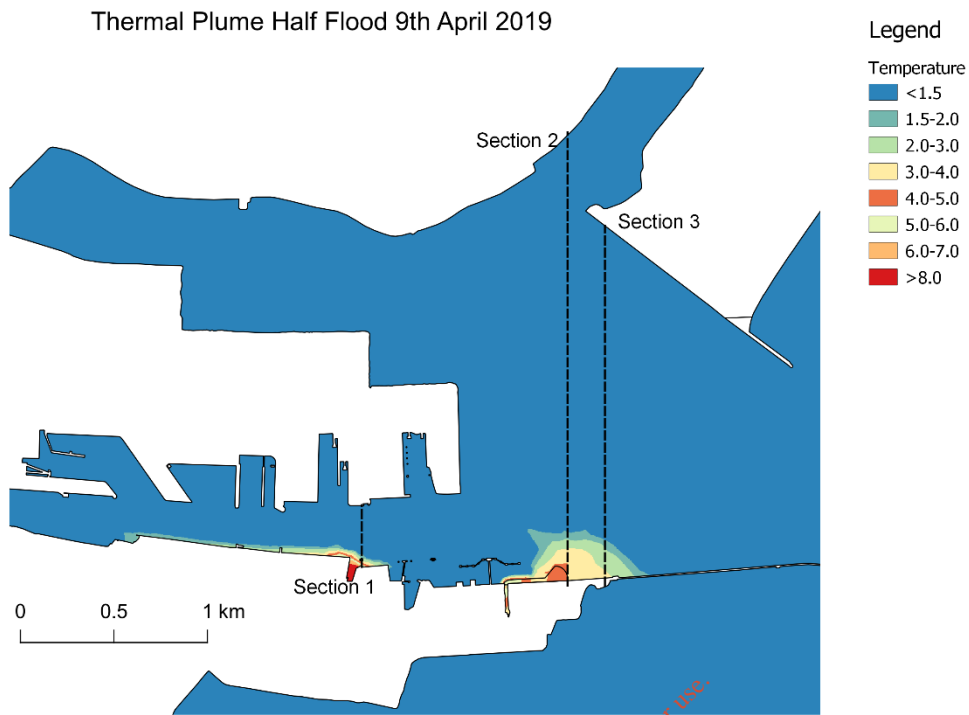 Thermal Plume Half Flood 9th April 2019
Legend
Temperature
<1.5
1.5-2.0
2.0-3.0
3.0-4.0
4.0-5.0
5.0-6.0
6.0-7.0
>8.0
Section 2
Section 3
Section 1
0 0.5 1 km
use.